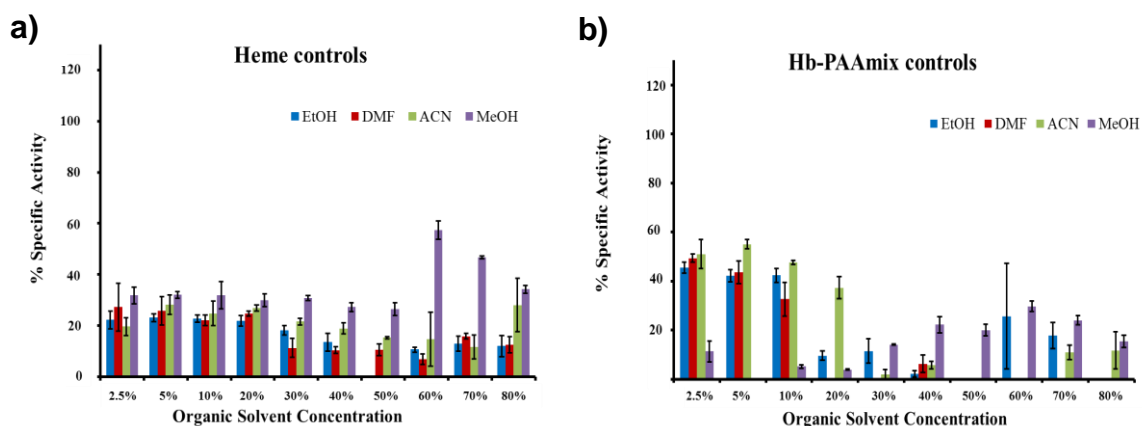 a)
Heme controls
EtOH DMF ACN MeOH
% Specific Activity
120
100
80
60
40
20
0
2.5% 5% 10% 20% 30% 40% 50% 60% 70% 80%
Organic Solvent Concentration
b)
Hb-PAAmix controls
EtOH DMF ACN MeOH
% Specific Activity
120
100
80
60
40
20
2.5% 5% 10% 20% 30% 40% 50% 60% 70% 80%
Organic Solvent Concentration